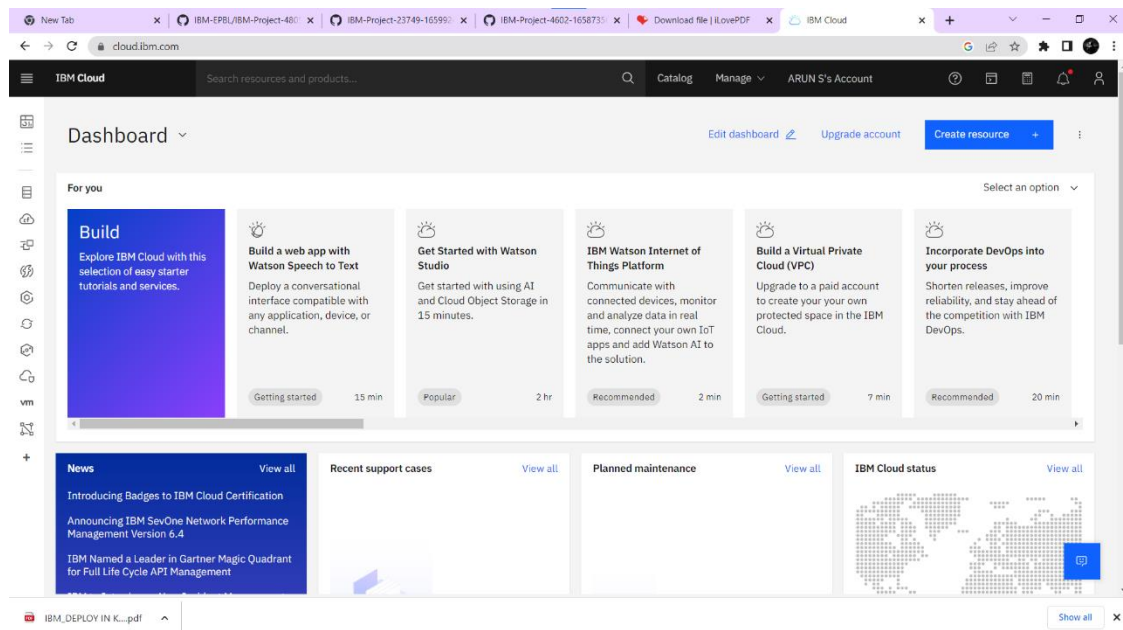 New Tab
IBM-EPBL/IBM-Project-480
IBM-Project-23749-165992
IBM-Project-4602-1658735
Download file | iLovePDF
IBM Cloud
cloud.ibm.com
IBM Cloud
Search resources and products...
Catalog
Manage
ARUN S's Account
Dashboard
Edit dashboard
Upgrade account
Create resource +
For you
Select an option
Build
Explore IBM Cloud with this
selection of easy starter
tutorials and services.
Build a web app with
Watson Speech to Text
Deploy a conversational
interface compatible with
any application, device, or
channel.
Getting started 15 min
Get Started with Watson
Studio
Get started with using AI
and Cloud Object Storage in
15 minutes.
Popular 2 hr
IBM Watson Internet of
Things Platform
Communicate with
connected devices, monitor
and analyze data in real
time, connect your own IoT
apps and add Watson AI to
the solution.
Recommended 2 min
Build a Virtual Private
Cloud (VPC)
Upgrade to a paid account
to create your your own
protected space in the IBM
Cloud.
Getting started 7 min
Incorporate DevOps into
your process
Shorten releases, improve
reliability, and stay ahead of
the competition with IBM
DevOps.
Recommended 20 min
vm
News View all
Introducing Badges to IBM Cloud Certification
Announcing IBM SevOne Network Performance
Management Version 6.4
IBM Named a Leader in Gartner Magic Quadrant
for Full Life Cycle API Management
Recent support cases View all
Planned maintenance View all
IBM Cloud status View all
IBM_DEPLOY IN K....pdf
Show all